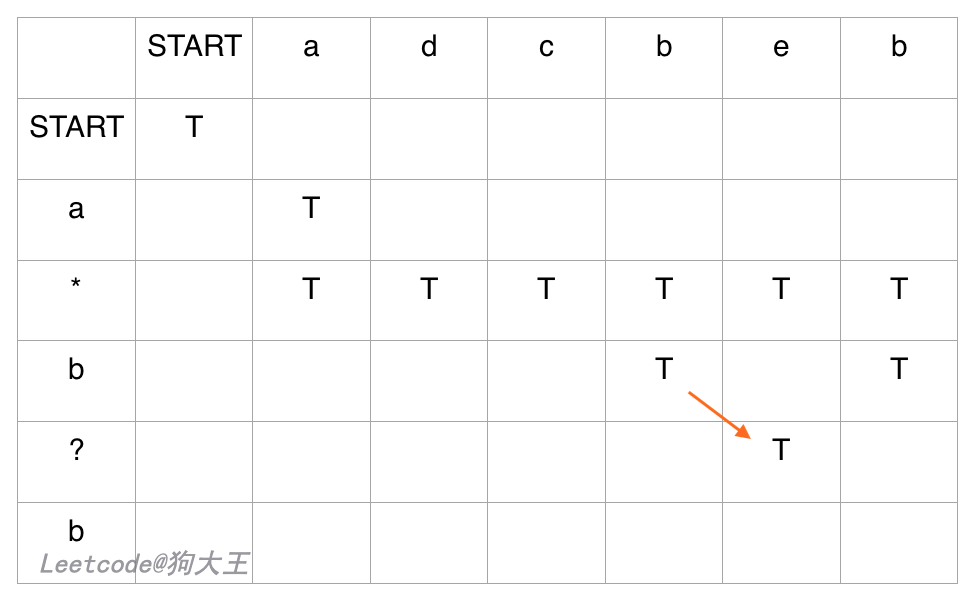 START a d c b e b
START T
a T
* T T T T T T
b T T
? T
b
Leetcode@狗大王